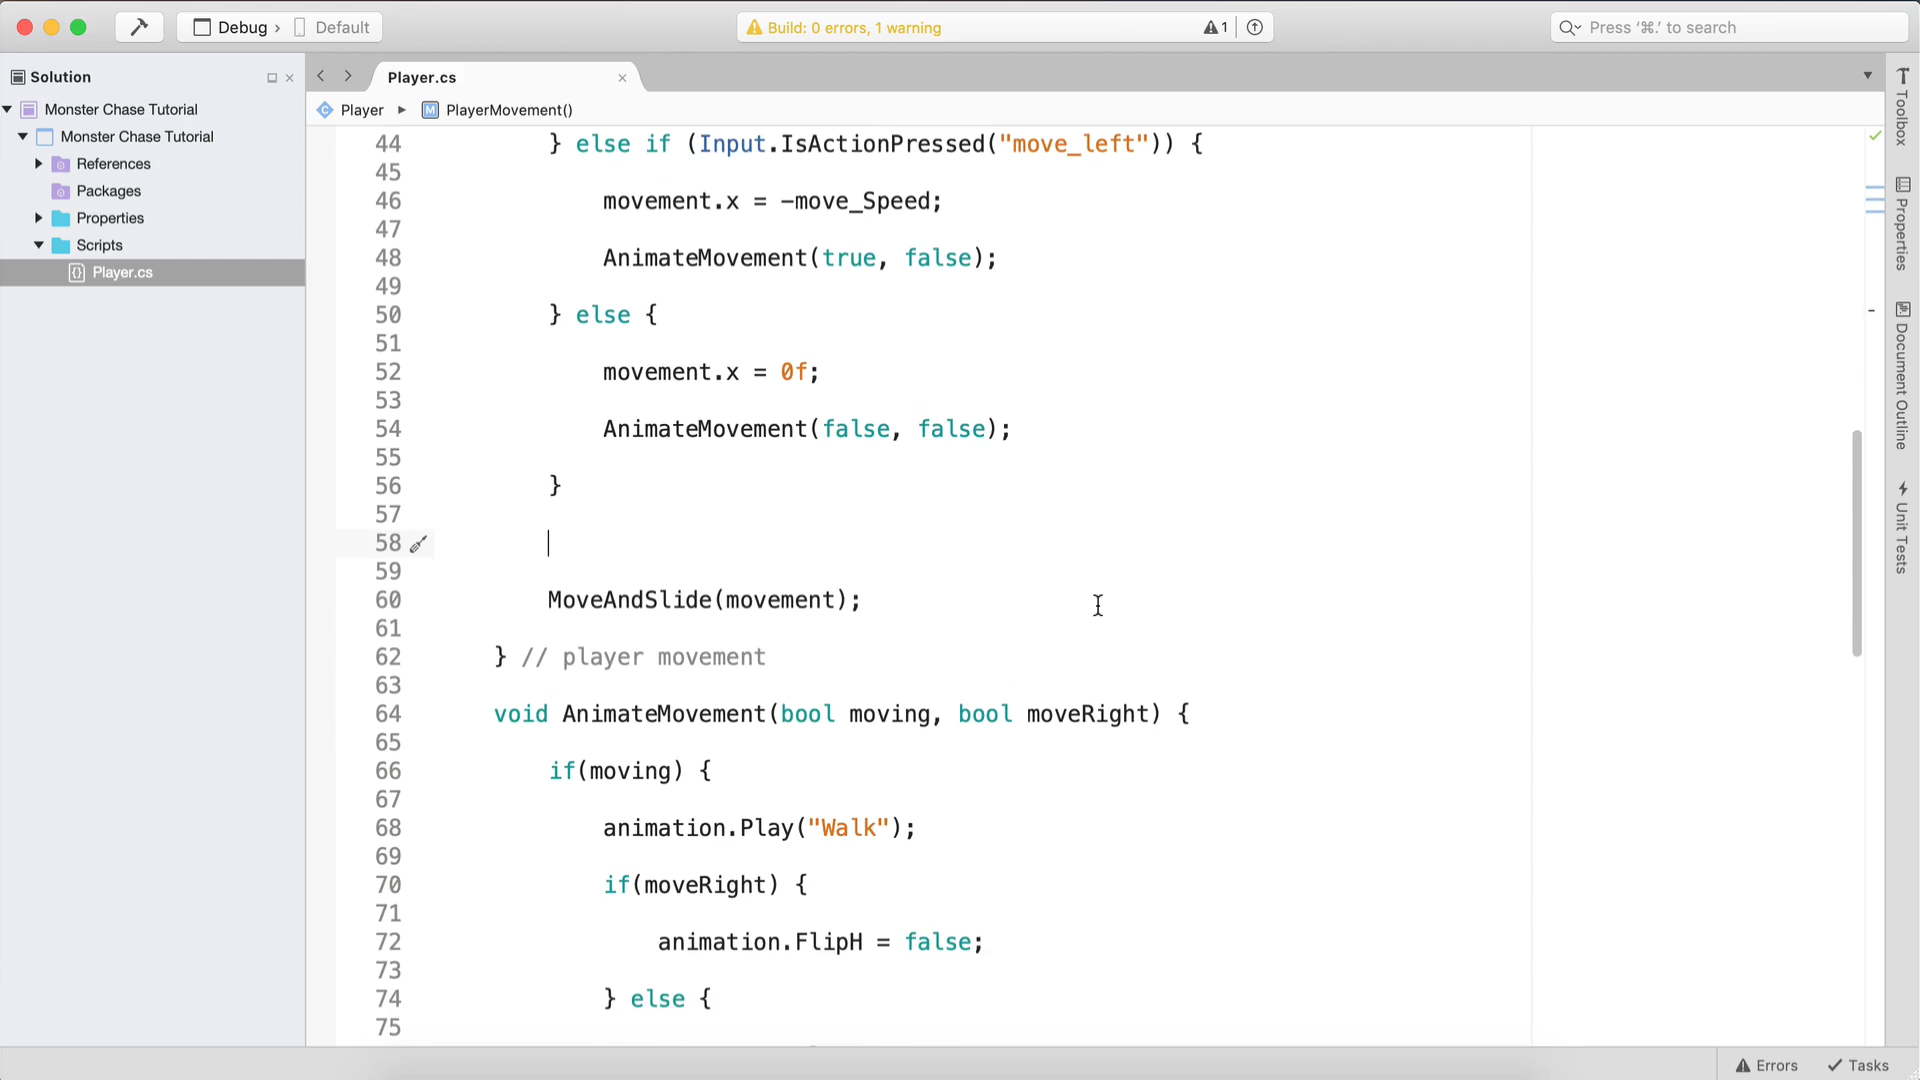 Debug › Default
Build: 0 errors, 1 warning
1
Press '⌘.' to search
Solution
Player.cs
Monster Chase Tutorial
Monster Chase Tutorial
References
Packages
Properties
Scripts
Player.cs
Player
PlayerMovement()
44 } else if (Input.IsActionPressed("move_left")) {
45
46 movement.x = -move_Speed;
47
48 AnimateMovement(true, false);
49
50 } else {
51
52 movement.x = 0f;
53
54 AnimateMovement(false, false);
55
56 }
57
58
59
60 MoveAndSlide(movement);
61
62 } // player movement
63
64 void AnimateMovement(bool moving, bool moveRight) {
65
66 if(moving) {
67
68 animation.Play("Walk");
69
70 if(moveRight) {
71
72 animation.FlipH = false;
73
74 } else {
75
Toolbox
Properties
Document Outline
Unit Tests
Errors
Tasks